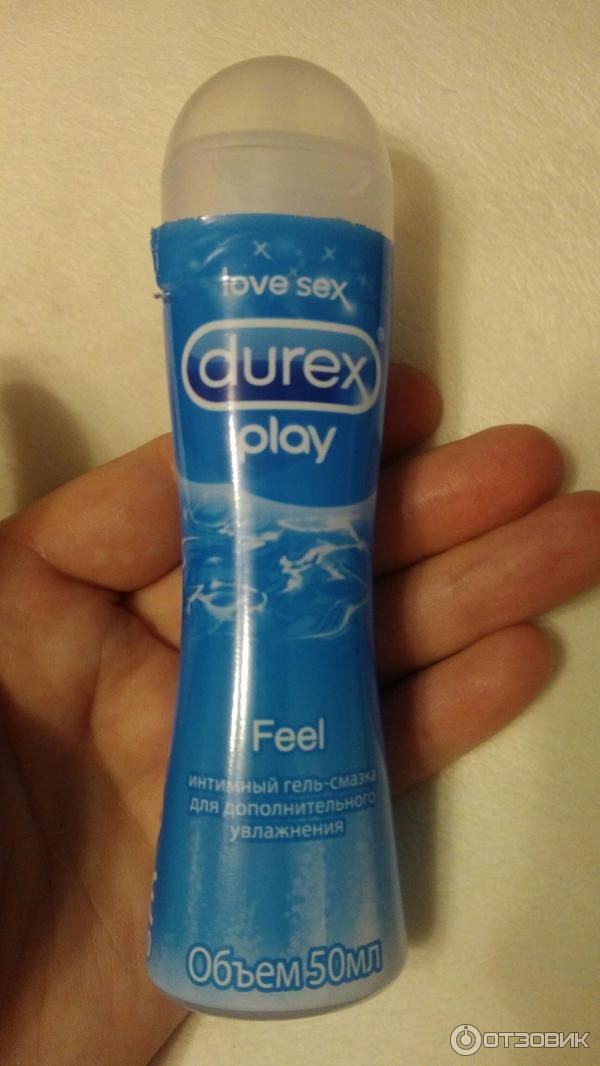 love sex
durex®
play
Feel
интимный гель-смазка
для дополнительного
увлажнения
Объем 50мл
ОТЗОВИК